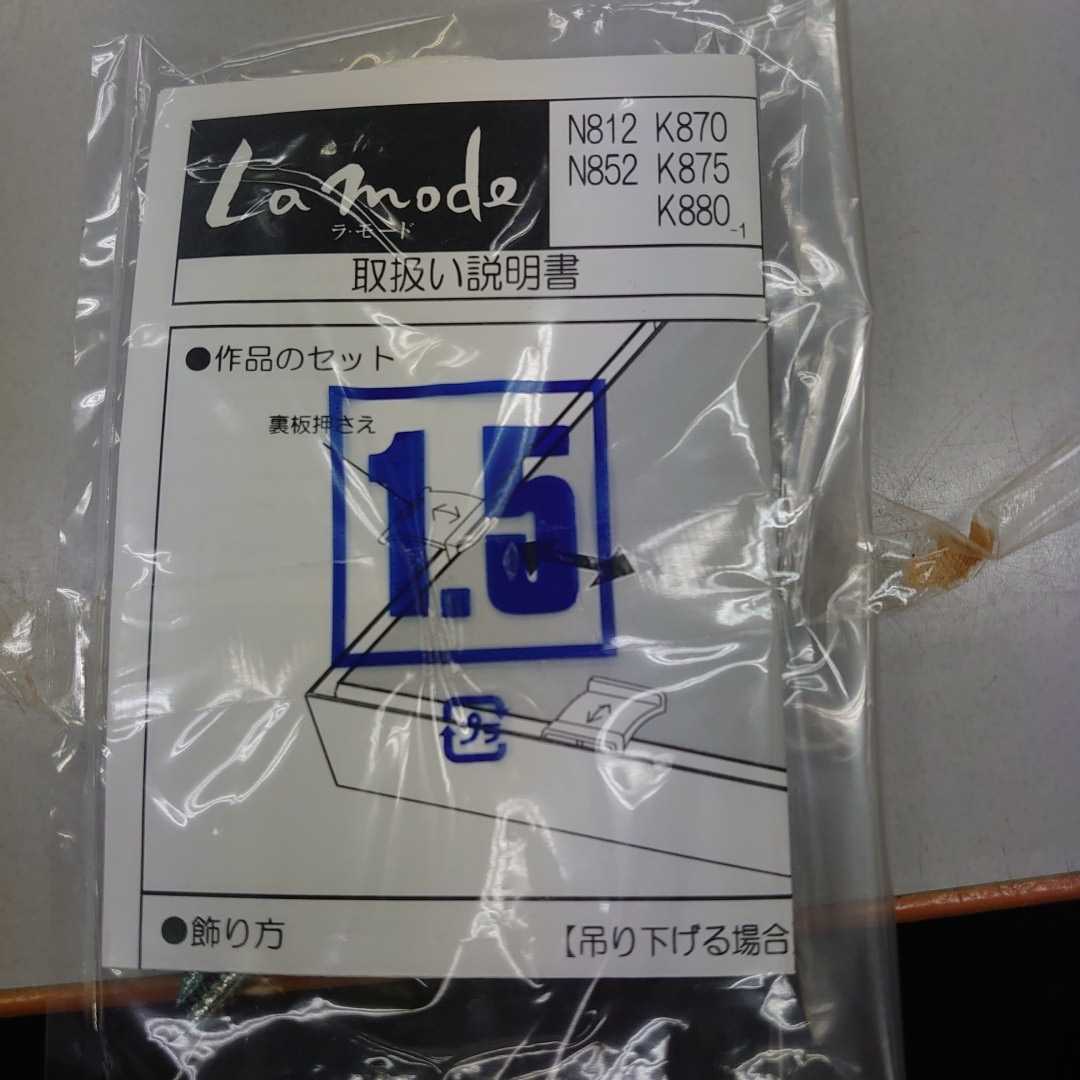 La mode
ラ・モード
N812 K870
N852 K875
K880-1
取扱い説明書
●作品のセット
裏板押さえ
1.5
プラ
●飾り方
【吊り下げる場合